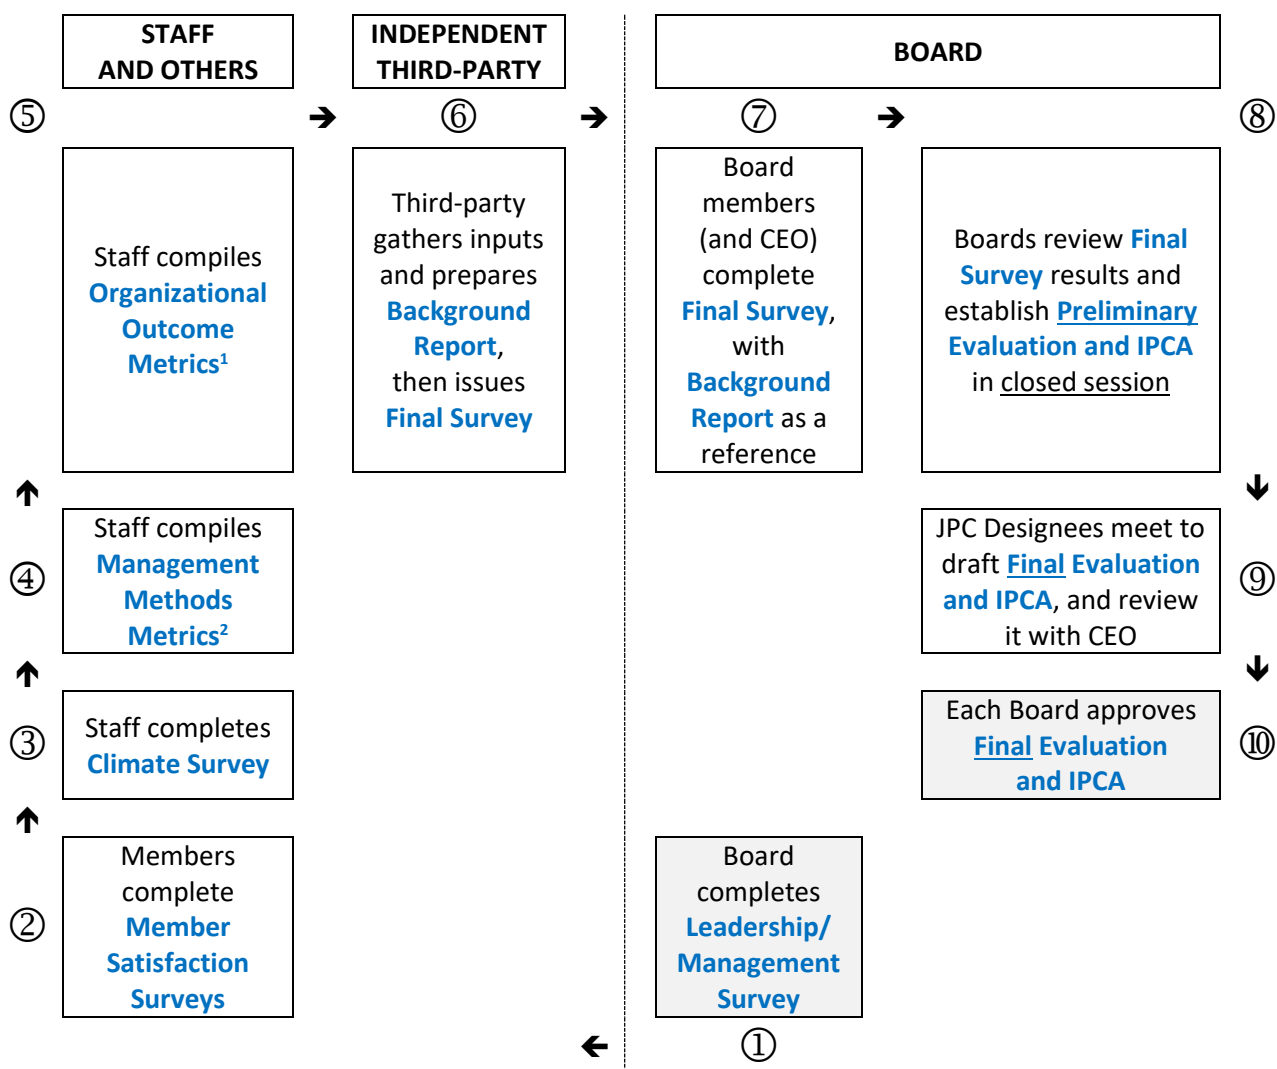 STAFF
AND OTHERS
INDEPENDENT
THIRD-PARTY
BOARD
⑤
⑥
⑦
⑧
Staff compiles
Organizational
Outcome
Metrics¹
Third-party
gathers inputs
and prepares
Background
Report,
then issues
Final Survey
Board
members
(and CEO)
complete
Final Survey,
with
Background
Report as a
reference
Boards review Final
Survey results and
establish Preliminary
Evaluation and IPCA
in closed session
④
Staff compiles
Management
Methods
Metrics²
JPC Designees meet to
draft Final Evaluation
and IPCA, and review
it with CEO
⑨
③
Staff completes
Climate Survey
Each Board approves
Final Evaluation
and IPCA
⑩
②
Members
complete
Member
Satisfaction
Surveys
Board
completes
Leadership/
Management
Survey
①